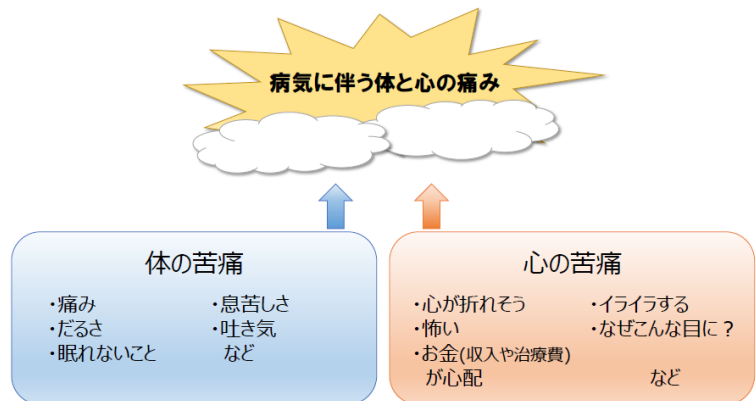 病気に伴う体と心の痛み
体の苦痛
・痛み
・だるさ
・眠れないこと
・息苦しさ
・吐き気
など
心の苦痛
・心が折れそう
・怖い
・お金(収入や治療費)
が心配
・イライラする
・なぜこんな目に？
など